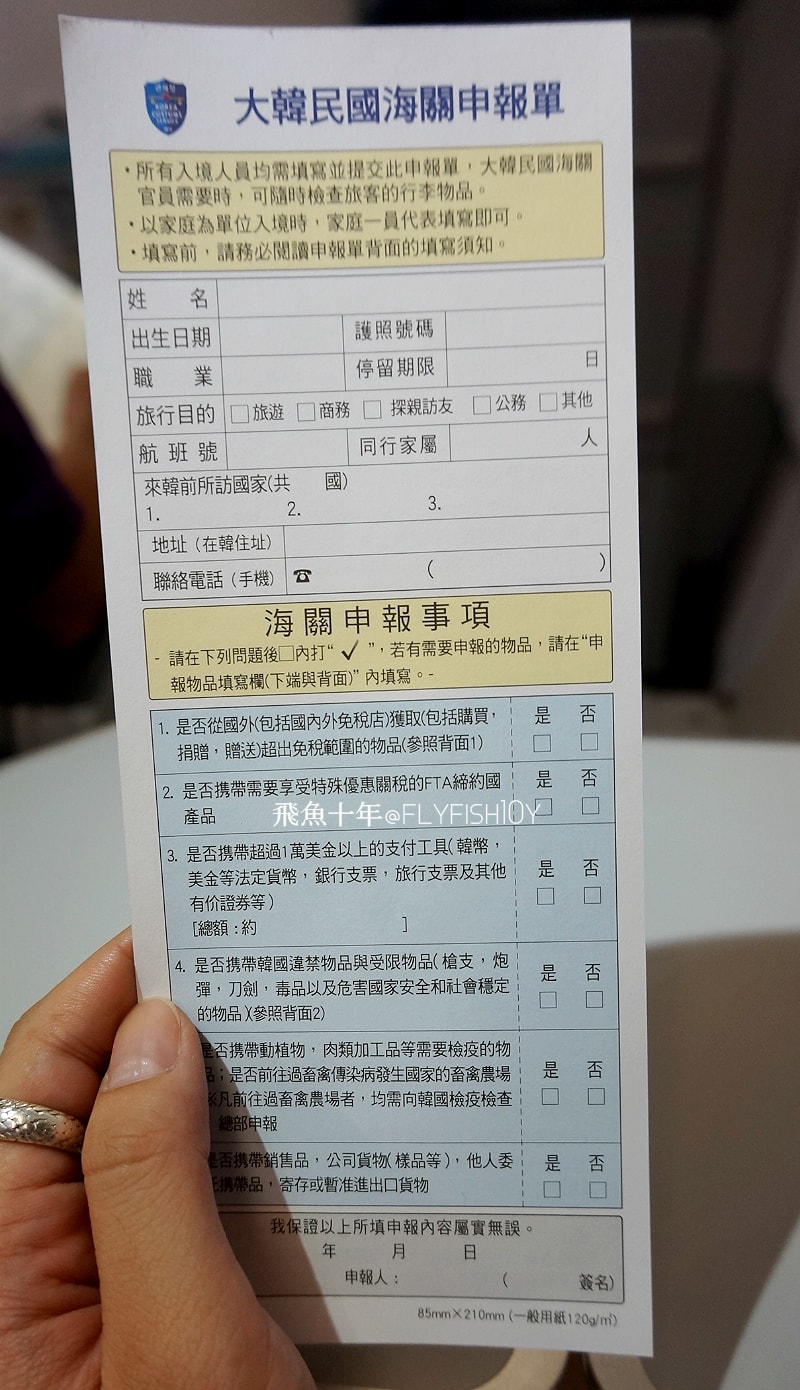 KOREA
CUSTOMS
SERVICE
大韓民國海關申報單
・所有入境人員均需填寫並提交此申報單，大韓民國海關
官員需要時，可隨時檢查旅客的行李物品。
・以家庭為單位入境時，家庭一員代表填寫即可。
・填寫前，請務必閱讀申報單背面的填寫須知。
姓 名
出生日期 護照號碼
職 業 停留期限 日
旅行目的 □旅遊 □商務 □ 探親訪友 □公務 □其他
航班號 同行家屬 人
來韓前所訪國家(共 國)
1. 2. 3.
地址 (在韓住址)
聯絡電話 (手機) ☎ ( )
海關申報事項
- 請在下列問題後□內打“ ✓ ”，若有需要申報的物品，請在“申
報物品填寫欄(下端與背面)” 內填寫。-
1. 是否從國外(包括國內外免稅店)獲取(包括購買， 是 否
捐贈，贈送)超出免稅範圍的物品(參照背面1) □ □
2. 是否携帶需要享受特殊優惠關稅的FTA締約國 是 否
產品 □ □
飛魚十年@FLYFISH10Y
3. 是否携帶超過1萬美金以上的支付工具(韓幣， 是 否
美金等法定貨幣，銀行支票，旅行支票及其他 □ □
有价證券等)
[總額：約 ]
4. 是否携帶韓國違禁物品與受限物品(槍支，炮 是 否
彈，刀劍，毒品以及危害國家安全和社會穩定 □ □
的物品)(參照背面2)
是否携帶動植物，肉類加工品等需要檢疫的物 是 否
品；是否前往過畜禽傳染病發生國家的畜禽農場 □ □
凡前往過畜禽農場者，均需向韓國檢疫檢查
總部申報
是否携帶銷售品，公司貨物(樣品等)，他人委 是 否
託携帶品，寄存或暫准進出口貨物 □ □
我保證以上所填申報內容屬實無誤。
年 月 日
申報人： ( 簽名)
85mm×210mm (一般用紙120g/㎡)